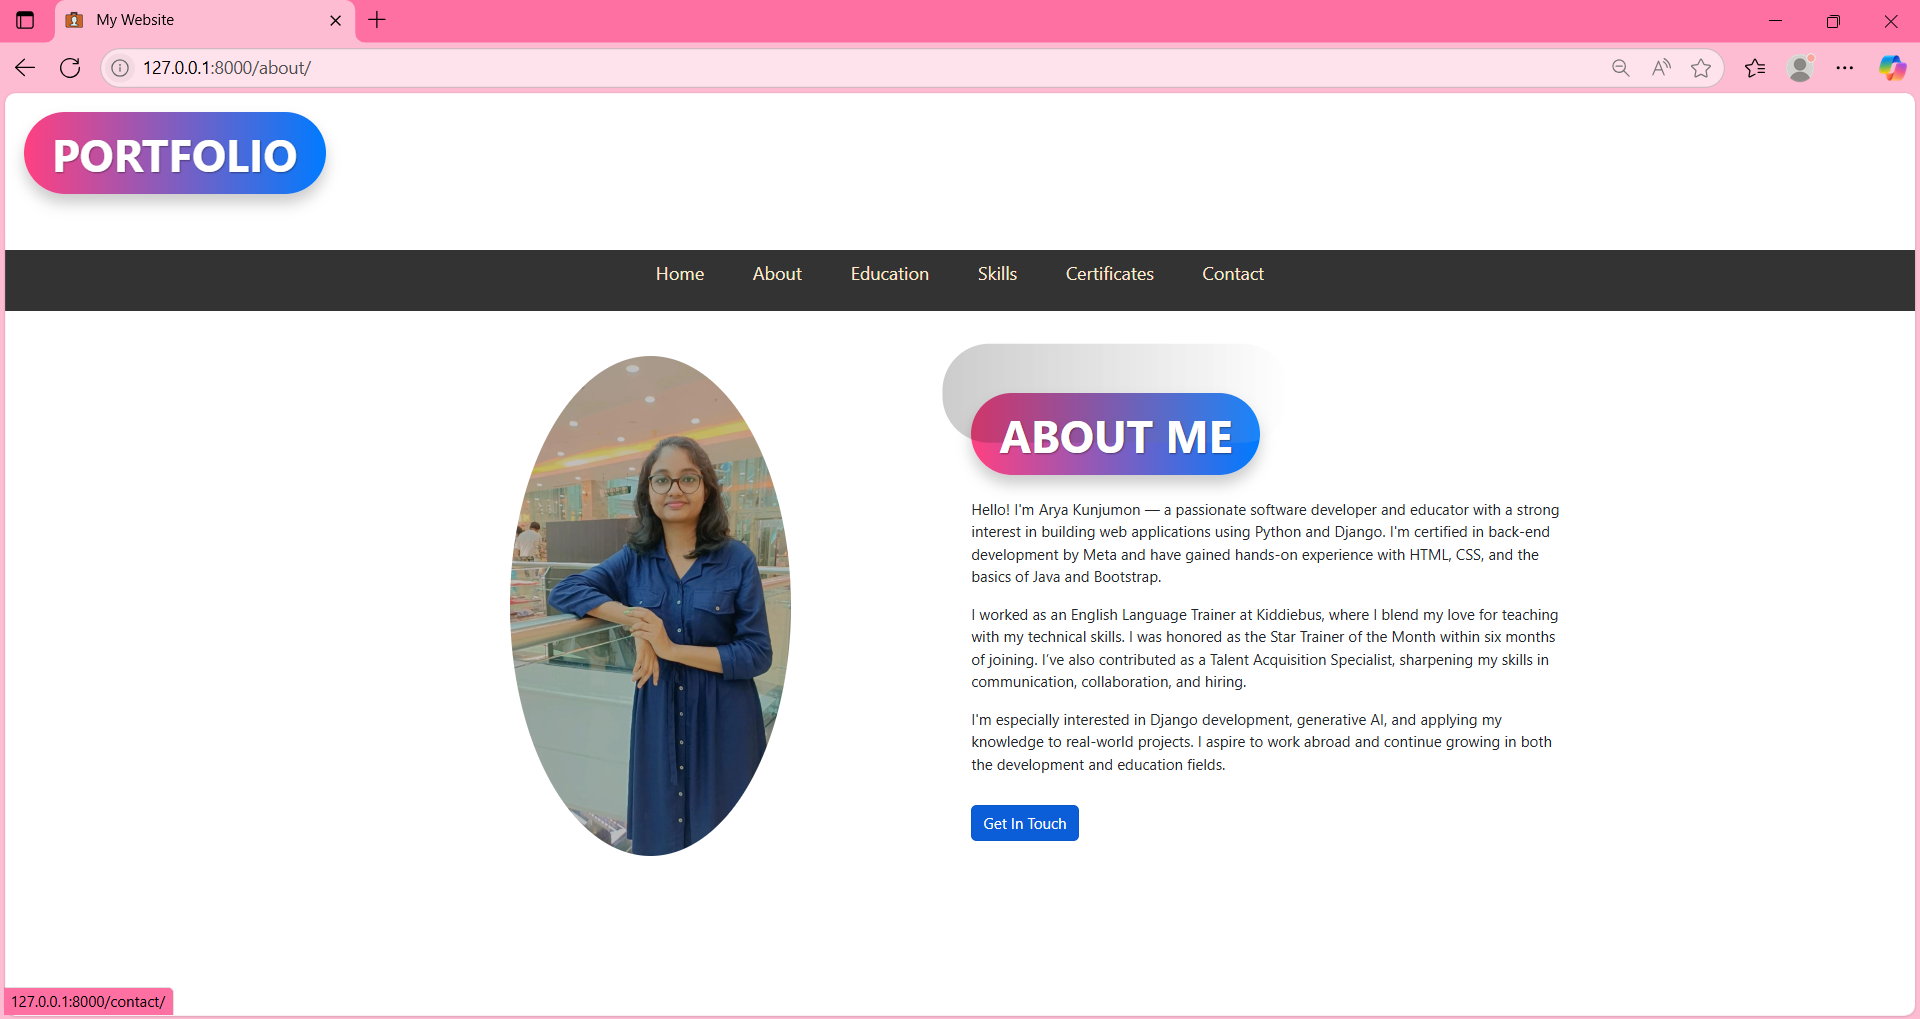 My Website
127.0.0.1:8000/about/
PORTFOLIO
Home About Education Skills Certificates Contact
ABOUT ME
Hello! I'm Arya Kunjumon — a passionate software developer and educator with a strong
interest in building web applications using Python and Django. I'm certified in back-end
development by Meta and have gained hands-on experience with HTML, CSS, and the
basics of Java and Bootstrap.
I worked as an English Language Trainer at Kiddiebus, where I blend my love for teaching
with my technical skills. I was honored as the Star Trainer of the Month within six months
of joining. I've also contributed as a Talent Acquisition Specialist, sharpening my skills in
communication, collaboration, and hiring.
I'm especially interested in Django development, generative AI, and applying my
knowledge to real-world projects. I aspire to work abroad and continue growing in both
the development and education fields.
Get In Touch
127.0.0.1:8000/contact/